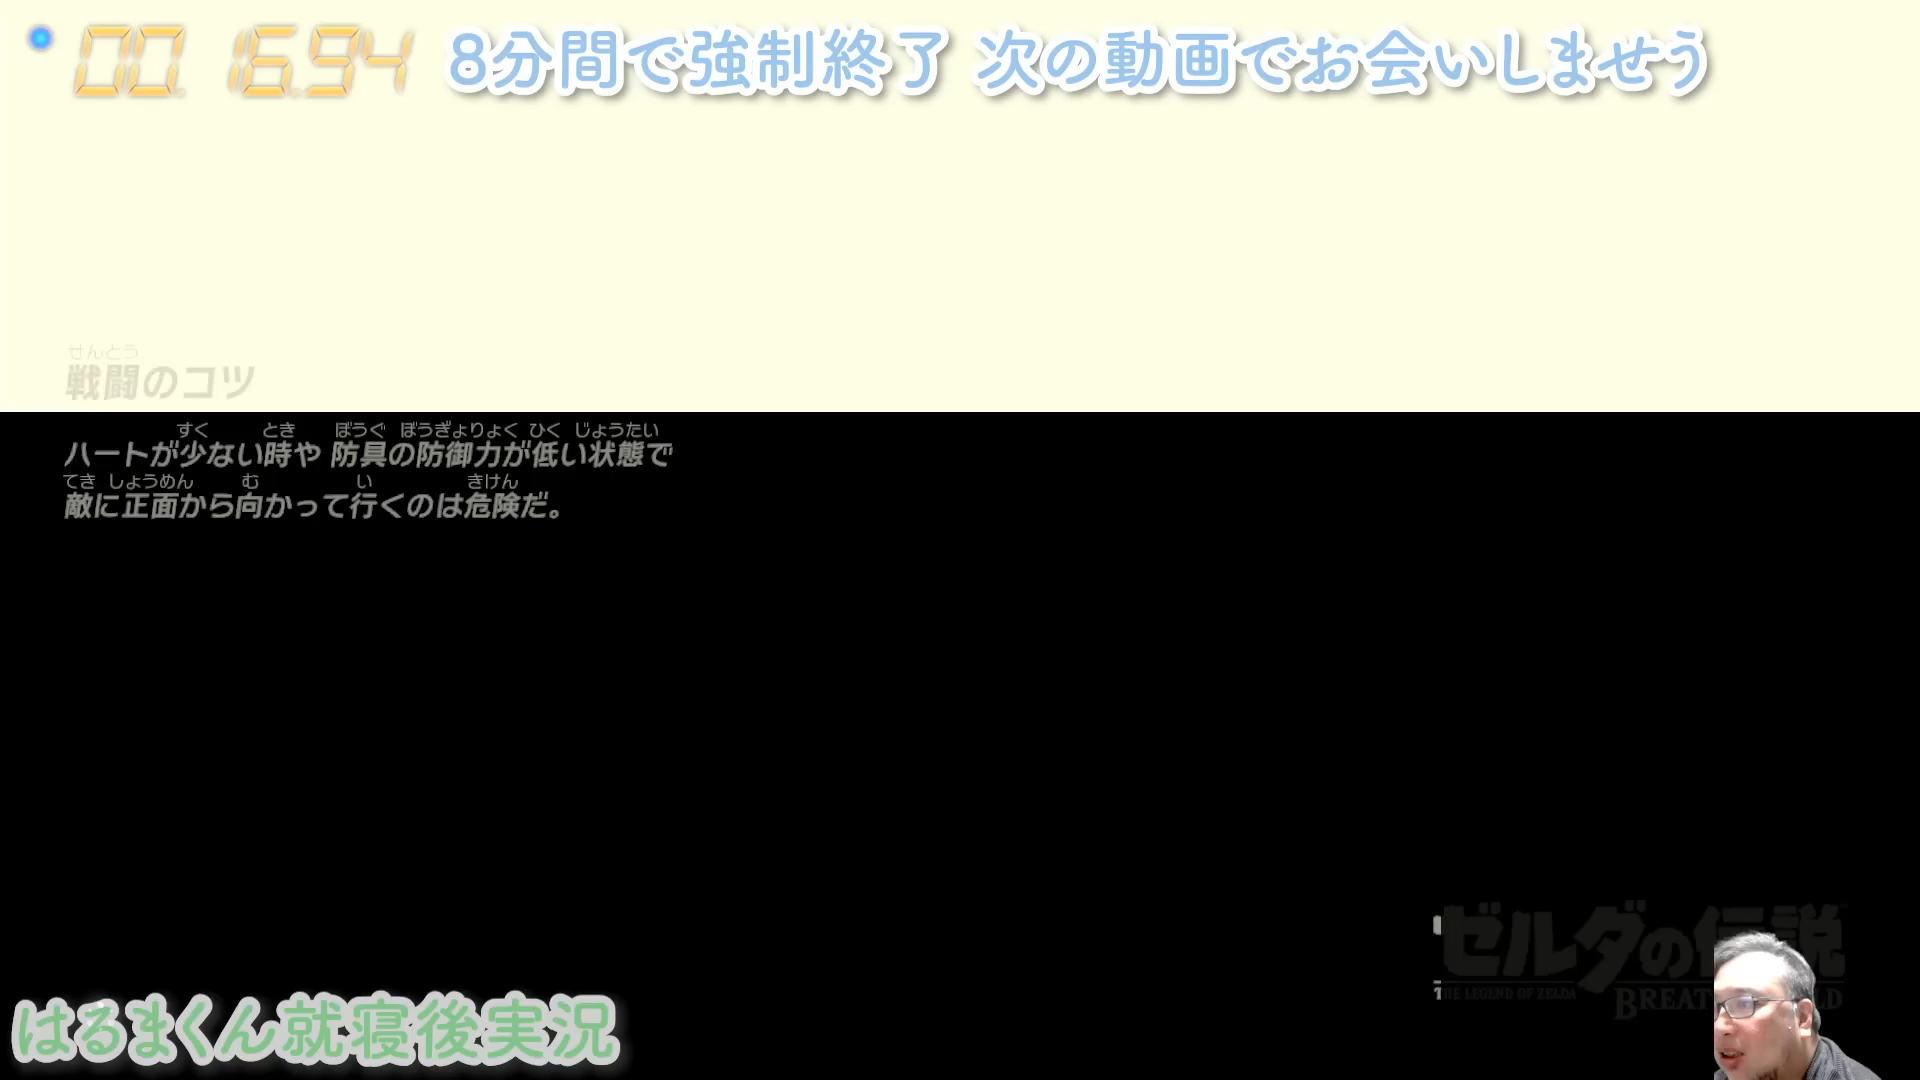 00. 16.94
8分間で強制終了 次の動画でお会いしませう
せんとう
戦闘のコツ
すく とき ぼうぐ ぼうぎょりょく ひく じょうたい
ハートが少ない時や 防具の防御力が低い状態で
てき しょうめん む い きけん
敵に正面から向かって行くのは危険だ。
ゼルダの伝説
THE LEGEND OF ZELDA
BREAT LD
はるまくん就寝後実況